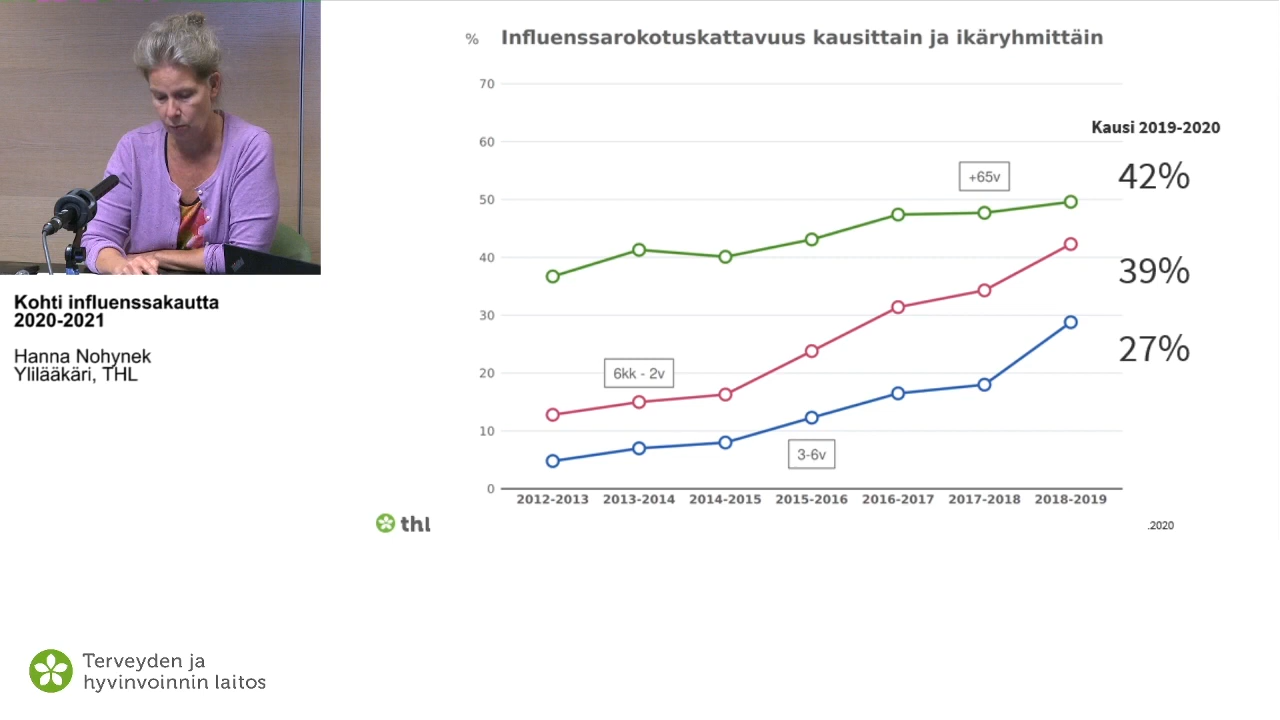 % Influenssarokotuskattavuus kausittain ja ikäryhmittäin
70
60
50
40
30
20
10
0
+65v
6kk - 2v
3-6v
2012-2013 2013-2014 2014-2015 2015-2016 2016-2017 2017-2018 2018-2019
Kausi 2019-2020
42%
39%
27%
thl
.2020
Kohti influenssakautta
2020-2021
Hanna Nohynek
Ylilääkäri, THL
Terveyden ja
hyvinvoinnin laitos